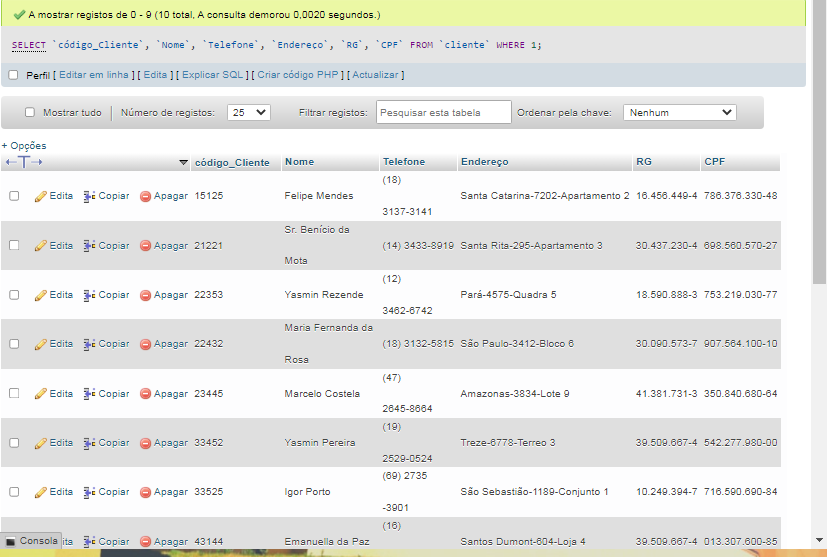 A mostrar registos de 0 - 9 (10 total, A consulta demorou 0,0020 segundos.)
SELECT `código_Cliente`, `Nome`, `Telefone`, `Endereço`, `RG`, `CPF` FROM `cliente` WHERE 1;
Perfil [ Editar em linha ] [ Edita ] [ Explicar SQL ] [ Criar código PHP ] [ Actualizar ]
Mostrar tudo Número de registos: 25 Filtrar registos: Pesquisar esta tabela Ordenar pela chave: Nenhum
+ Opções
←T→ código_Cliente Nome Telefone Endereço RG CPF
Edita Copiar Apagar 15125 Felipe Mendes (18) 3137-3141 Santa Catarina-7202-Apartamento 2 16.456.449-4 786.376.330-48
Edita Copiar Apagar 21221 Sr. Benício da Mota (14) 3433-8919 Santa Rita-295-Apartamento 3 30.437.230-4 698.560.570-27
Edita Copiar Apagar 22353 Yasmin Rezende (12) 3462-6742 Pará-4575-Quadra 5 18.590.888-3 753.219.030-77
Edita Copiar Apagar 22432 Maria Fernanda da Rosa (18) 3132-5815 São Paulo-3412-Bloco 6 30.090.573-7 907.564.100-10
Edita Copiar Apagar 23445 Marcelo Costela (47) 2645-8664 Amazonas-3834-Lote 9 41.381.731-3 350.840.680-64
Edita Copiar Apagar 33452 Yasmin Pereira (19) 2529-0524 Treze-6778-Terreo 3 39.509.667-4 542.277.980-00
Edita Copiar Apagar 33525 Igor Porto (69) 2735 -3901 São Sebastião-1189-Conjunto 1 10.249.394-7 716.590.690-84
Consola ita Copiar Apagar 43144 Emanuella da Paz (16) Santos Dumont-604-Loja 4 39.509.667-4 013.307.600-85